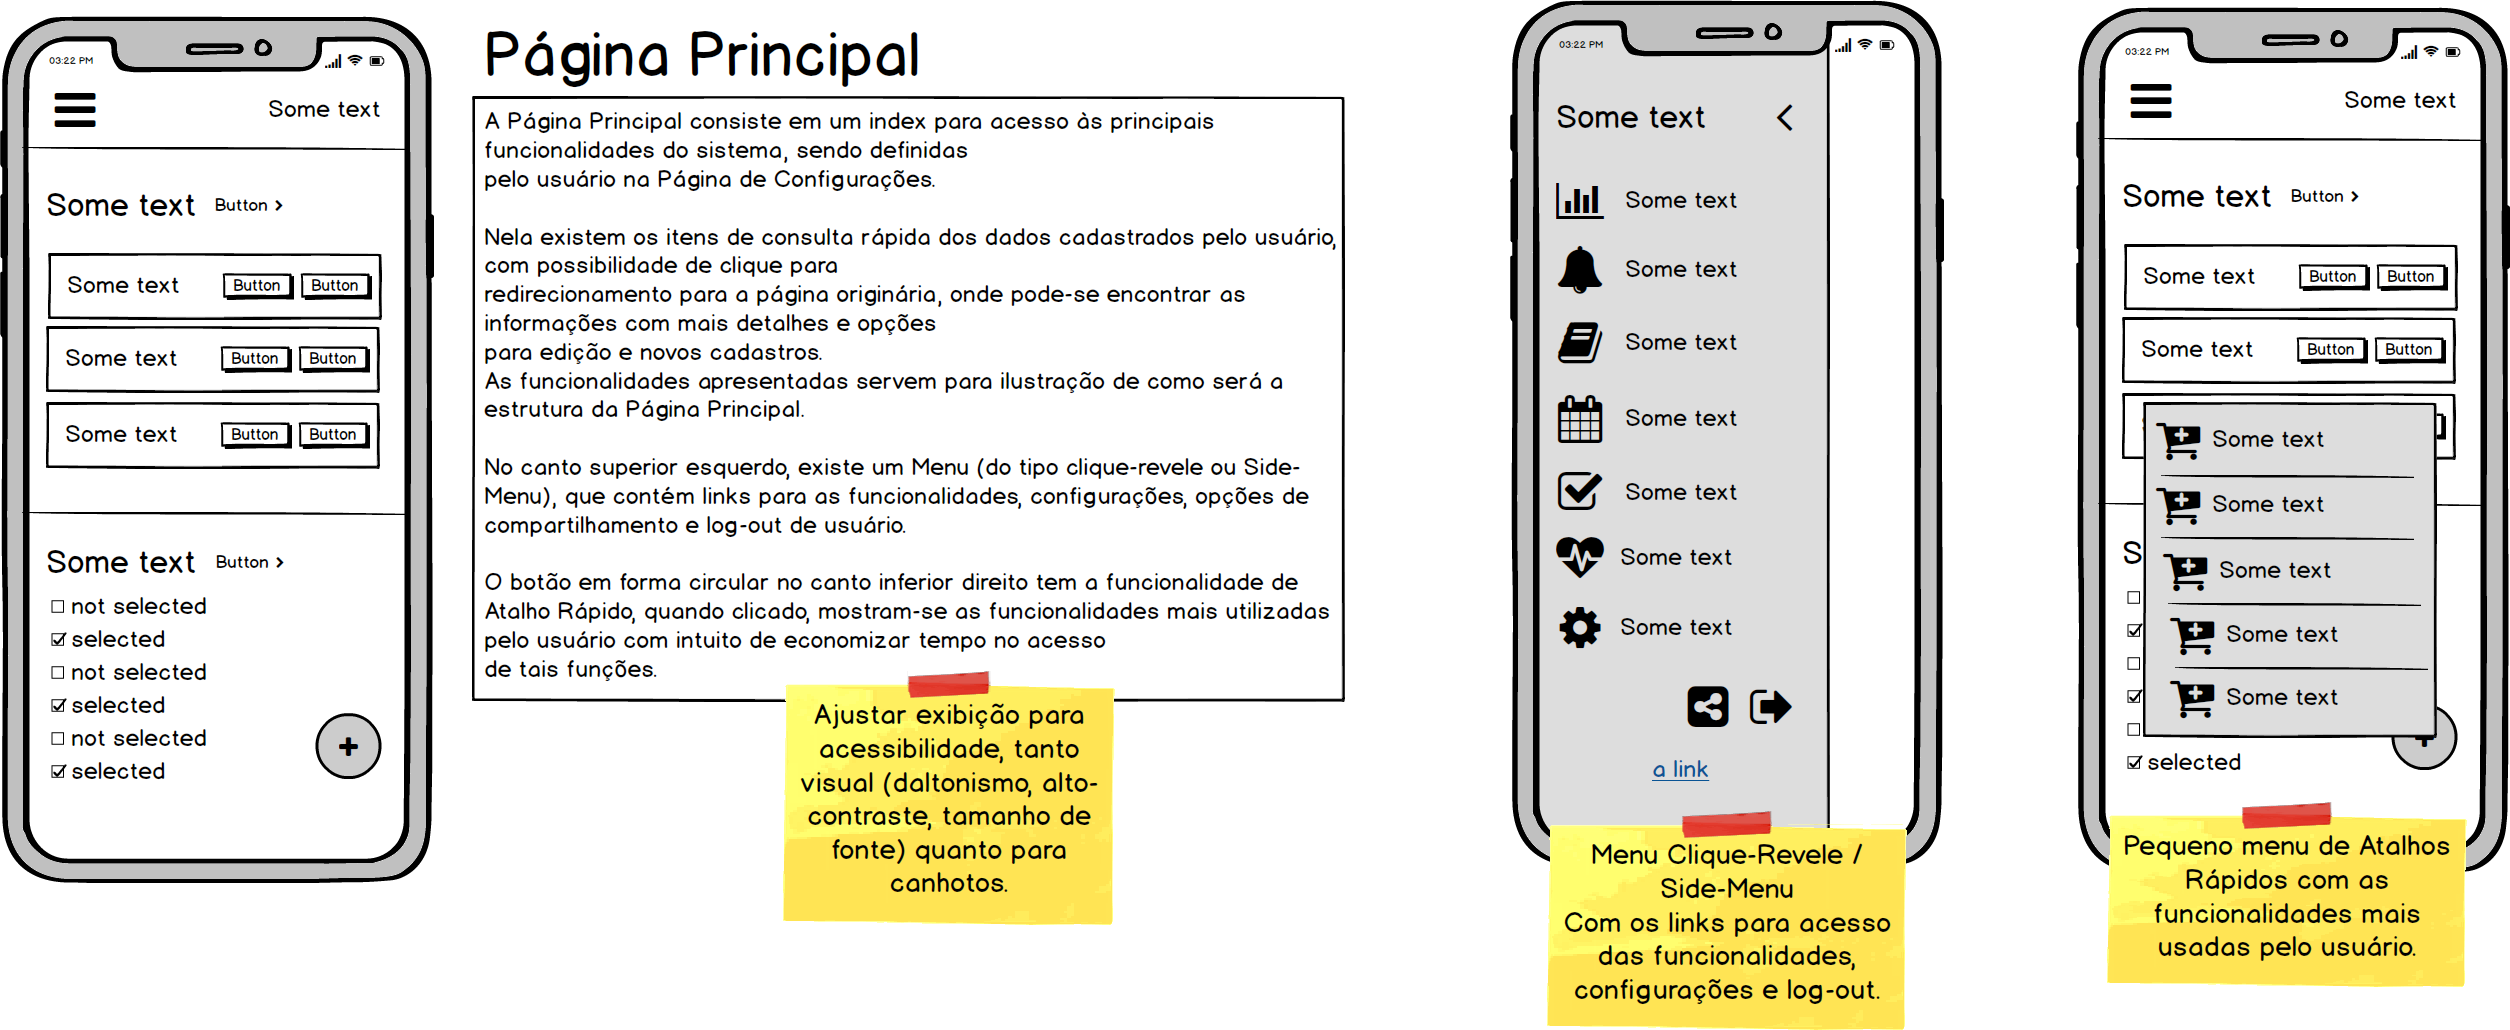 03:22 PM
Some text
Some text Button >
Some text Button Button
Some text Button Button
Some text Button Button
Some text Button >
not selected
selected
not selected
selected
not selected
selected
+
Página Principal
A Página Principal consiste em um index para acesso às principais
funcionalidades do sistema, sendo definidas
pelo usuário na Página de Configurações.
Nela existem os itens de consulta rápida dos dados cadastrados pelo usuário,
com possibilidade de clique para
redirecionamento para a página originária, onde pode-se encontrar as
informações com mais detalhes e opções
para edição e novos cadastros.
As funcionalidades apresentadas servem para ilustração de como será a
estrutura da Página Principal.
No canto superior esquerdo, existe um Menu (do tipo clique-revele ou Side-
Menu), que contém links para as funcionalidades, configurações, opções de
compartilhamento e log-out de usuário.
O botão em forma circular no canto inferior direito tem a funcionalidade de
Atalho Rápido, quando clicado, mostram-se as funcionalidades mais utilizadas
pelo usuário com intuito de economizar tempo no acesso
de tais funções.
Ajustar exibição para
acessibilidade, tanto
visual (daltonismo, alto-
contraste, tamanho de
fonte) quanto para
canhotos.
03:22 PM
Some text <
Some text
Some text
Some text
Some text
Some text
Some text
Some text
a link
Menu Clique-Revele /
Side-Menu
Com os links para acesso
das funcionalidades,
configurações e log-out.
03:22 PM
Some text
Some text Button >
Some text Button Button
Some text Button Button
Some text
Some text
S
Some text
Some text
Some text
selected
Pequeno menu de Atalhos
Rápidos com as
funcionalidades mais
usadas pelo usuário.